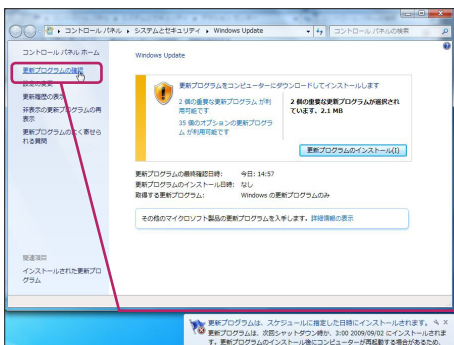 コントロール パネル ▸ システムとセキュリティ ▸ Windows Update
コントロール パネルの検索
コントロール パネル ホーム
更新プログラムの確認
設定の変更
更新履歴の表示
非表示の更新プログラムの再
表示
更新プログラムのよく寄せら
れる質問
関連項目
インストールされた更新プロ
グラム
Windows Update
更新プログラムをコンピューターにダウンロードしてインストールします
2 個の重要な更新プログラム が利
用可能です
35 個のオプションの更新プログラ
ム が利用可能です
2 個の重要な更新プログラムが選択され
ています。2.1 MB
更新プログラムのインストール(I)
更新プログラムの最終確認日時: 今日: 14:57
更新プログラムのインストール日時: なし
取得する更新プログラム: Windows の更新プログラムのみ
その他のマイクロソフト製品の更新プログラムを入手します。詳細情報の表示
更新プログラムは、スケジュールに指定した日時にインストールされます。
更新プログラムは、次回シャットダウン時か、3:00 2009/09/02 にインストールされま
す。更新プログラムのインストール後にコンピューターが再起動する場合があるため、